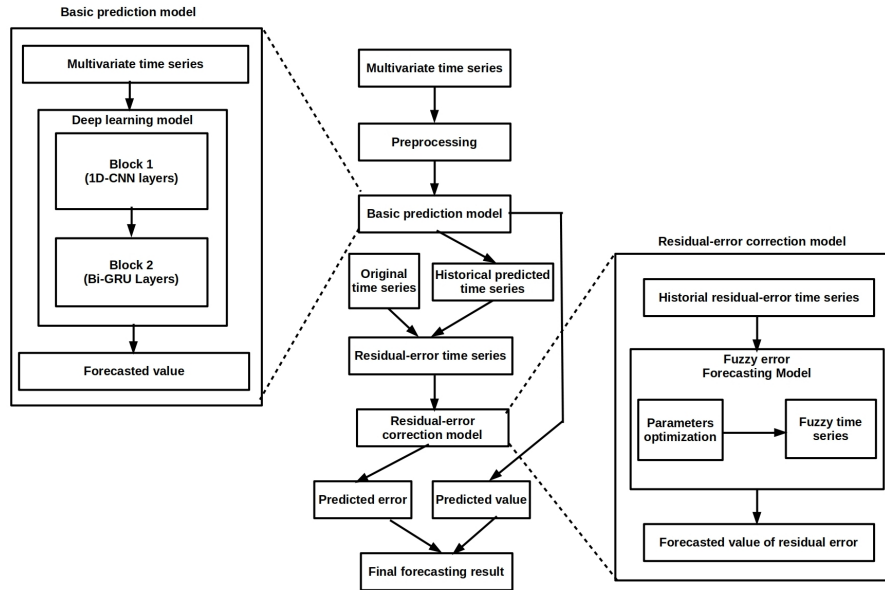 Basic prediction model
Multivariate time series
Deep learning model
Block 1
(1D-CNN layers)
Block 2
(Bi-GRU Layers)
Forecasted value
Multivariate time series
Preprocessing
Basic prediction model
Original
time series
Historical predicted
time series
Residual-error time series
Residual-error
correction model
Predicted error
Predicted value
Final forecasting result
Residual-error correction model
Historial residual-error time series
Fuzzy error
Forecasting Model
Parameters
optimization
Fuzzy time
series
Forecasted value of residual error